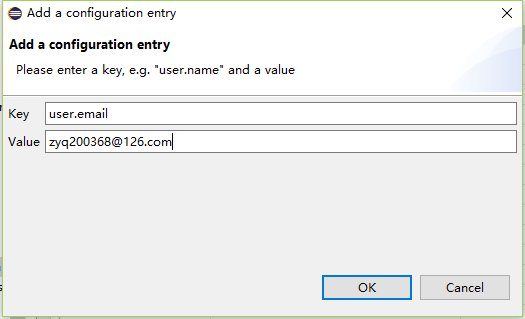 Add a configuration entry
Add a configuration entry
Please enter a key, e.g. "user.name" and a value
Key user.email
Value zyq200368@126.com
OK Cancel